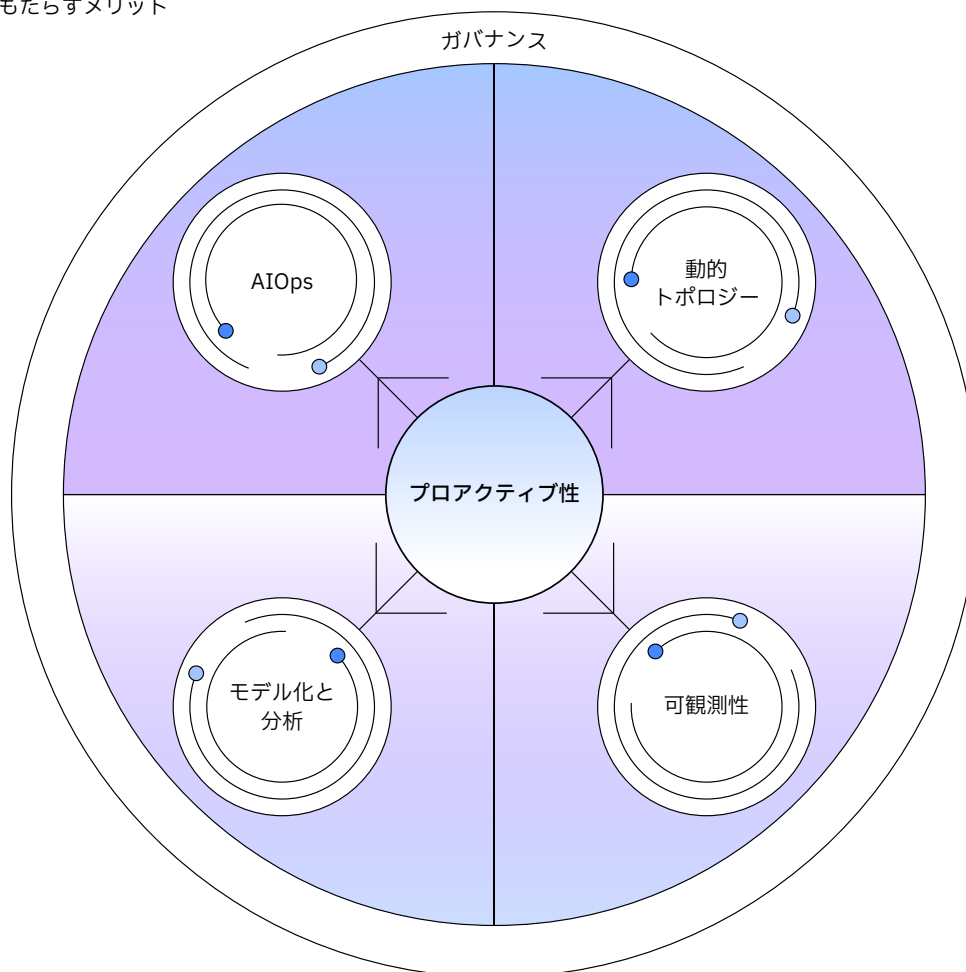 もたらすメリット
ガバナンス
AIOps
動的
トポロジー
プロアクティブ性
モデル化と
分析
可観測性